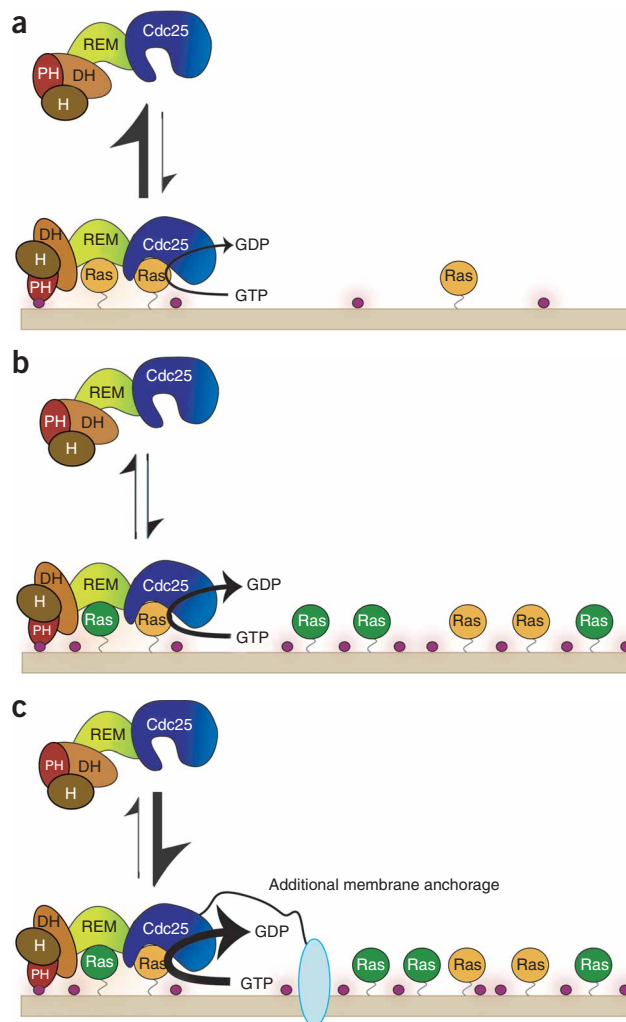 a
REM
Cdc25
PH
DH
H
DH
REM
Cdc25
H
Ras
Ras
PH
GDP
GTP
Ras
b
REM
Cdc25
PH
DH
H
DH
REM
Cdc25
H
Ras
Ras
PH
GDP
GTP
Ras
Ras
Ras
Ras
Ras
c
REM
Cdc25
PH
DH
H
Additional membrane anchorage
DH
REM
Cdc25
H
Ras
Ras
PH
GDP
GTP
Ras
Ras
Ras
Ras
Ras